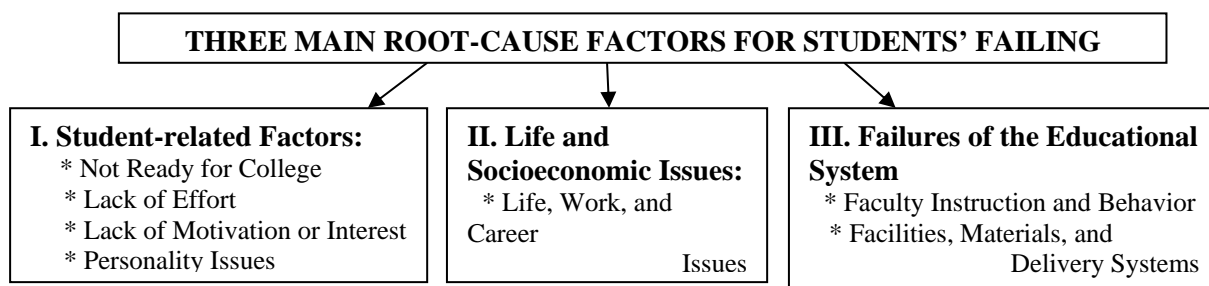 THREE MAIN ROOT-CAUSE FACTORS FOR STUDENTS’ FAILING
I. Student-related Factors:
* Not Ready for College
* Lack of Effort
* Lack of Motivation or Interest
* Personality Issues
II. Life and
Socioeconomic Issues:
* Life, Work, and
Career
Issues
III. Failures of the Educational
System
* Faculty Instruction and Behavior
* Facilities, Materials, and
Delivery Systems